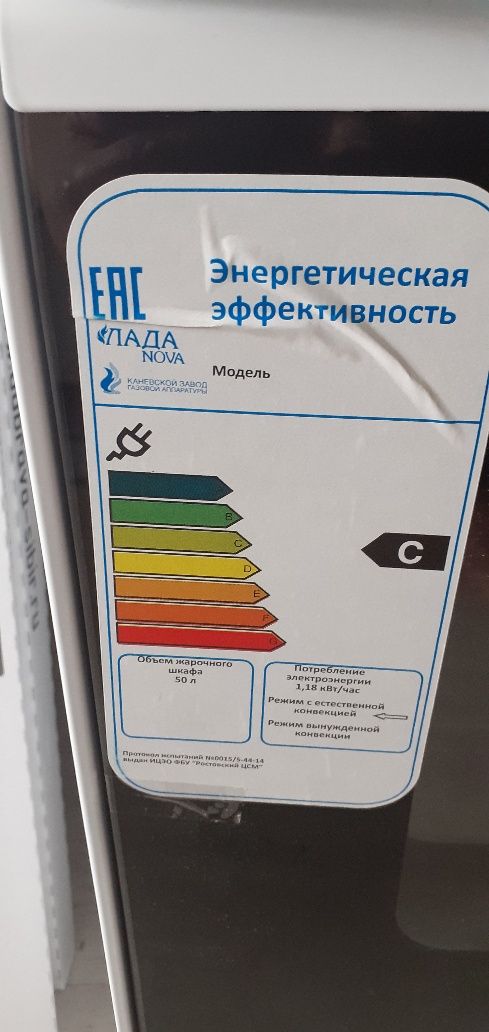 Энергетическая
эффективность
EAC
ЛАДА
NOVA
КАНЕВСКОЙ ЗАВОД
ГАЗОВОЙ АППАРАТУРЫ
Модель
B
C
D
E
F
G
C
Объем жарочного
шкафа
50 л
Потребление
электроэнергии
1,18 кВт/час
Режим с естественной
конвекцией
Режим вынужденной
конвекции
Протокол испытаний №0015/5-44-14
выдан ИЦЭО ФБУ "Ростовский ЦСМ"